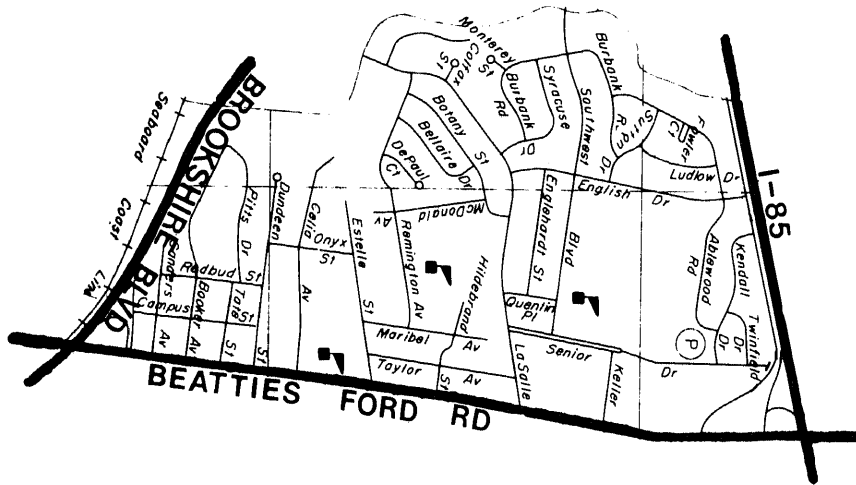 Monterey
St
Colfax
St
Burbank
Rd
Syracuse
Dr
Southwest
Blvd
Burbank
Dr
Sutton
R
Fowler
Ct
Ludlow Dr
I-85
Botany
St
Bellaire Dr
DePaul
Ct
English Dr
Englehardt St
McDonald
Av
Seaboard
Coast
Line
BROOKSHIRE BLVD
Pitts
Dr
Dundeen
St
Celia
Av
Onyx
St
Estelle
St
Remington Av
Hildebrand
St
Quentin
Pl
Ablewood
Rd
Kendall
Dr
Twinfield
Dr
Sanders
Av
Redbud St
Campus
St
Booker
Av
Tate
St
Maribel Av
Taylor Av
LaSalle
Senior Dr
Keller
P
BEATTIES FORD RD